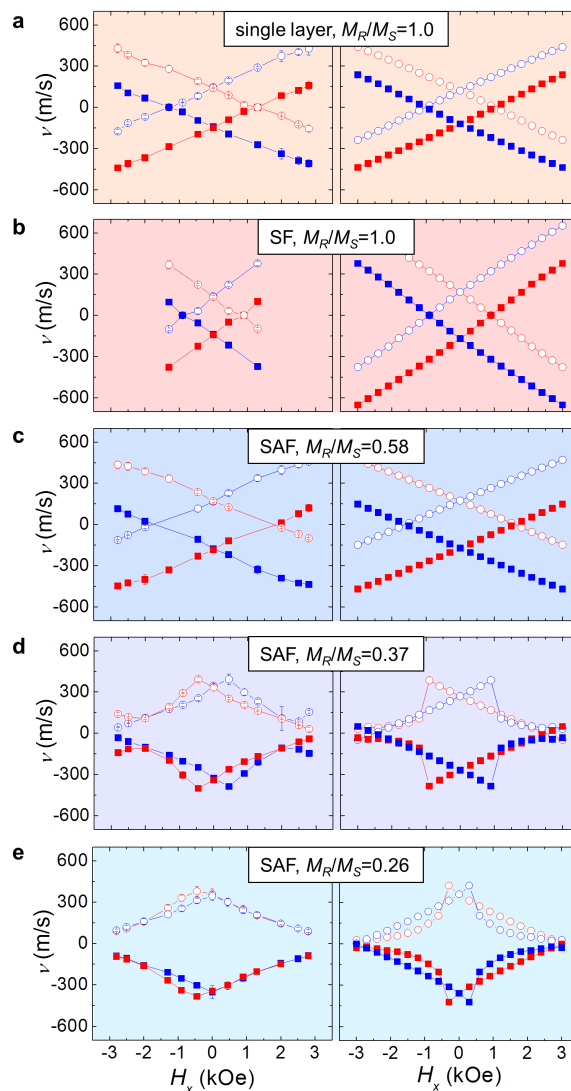 a
single layer, M_R/M_S=1.0
600
300
0
-300
-600
ν (m/s)
b
SF, M_R/M_S=1.0
600
300
0
-300
-600
ν (m/s)
c
SAF, M_R/M_S=0.58
600
300
0
-300
-600
ν (m/s)
d
SAF, M_R/M_S=0.37
600
300
0
-300
-600
ν (m/s)
e
SAF, M_R/M_S=0.26
600
300
0
-300
-600
ν (m/s)
-3 -2 -1 0 1 2 3 -3 -2 -1 0 1 2 3
H_x (kOe) H_x (kOe)